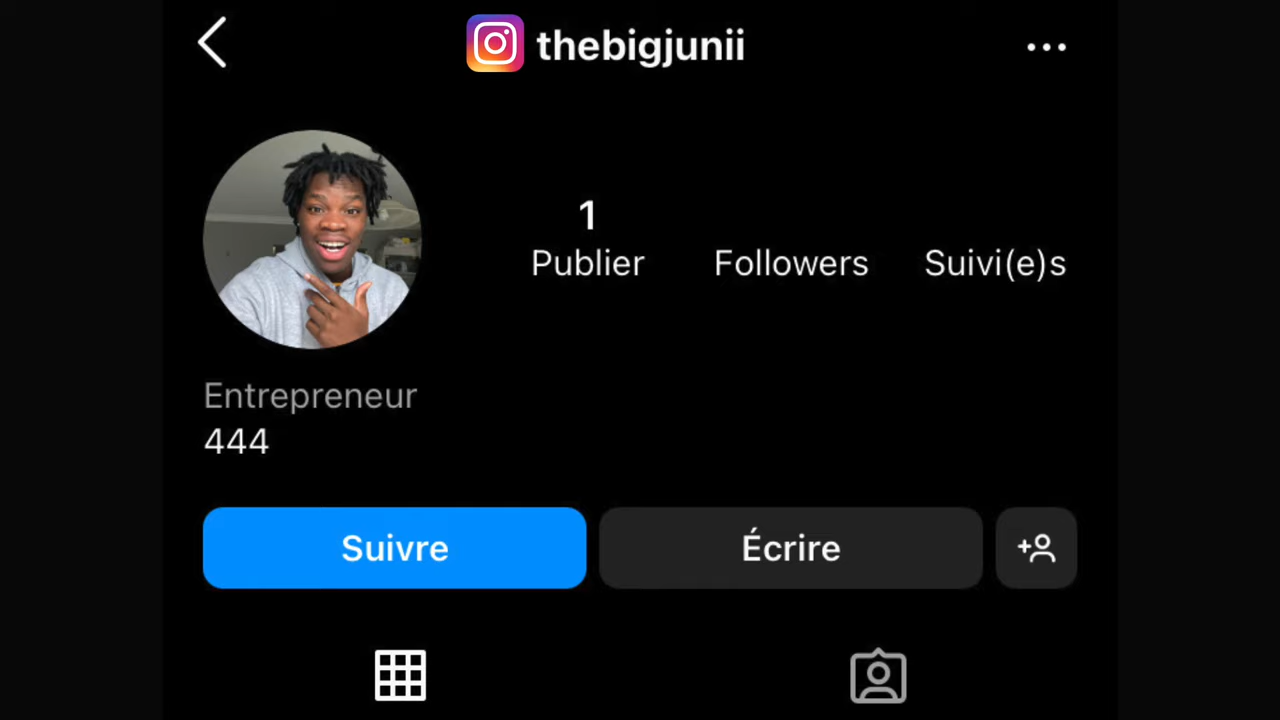 thebigjunii
1
Publier Followers Suivi(e)s
Entrepreneur
444
Suivre Écrire